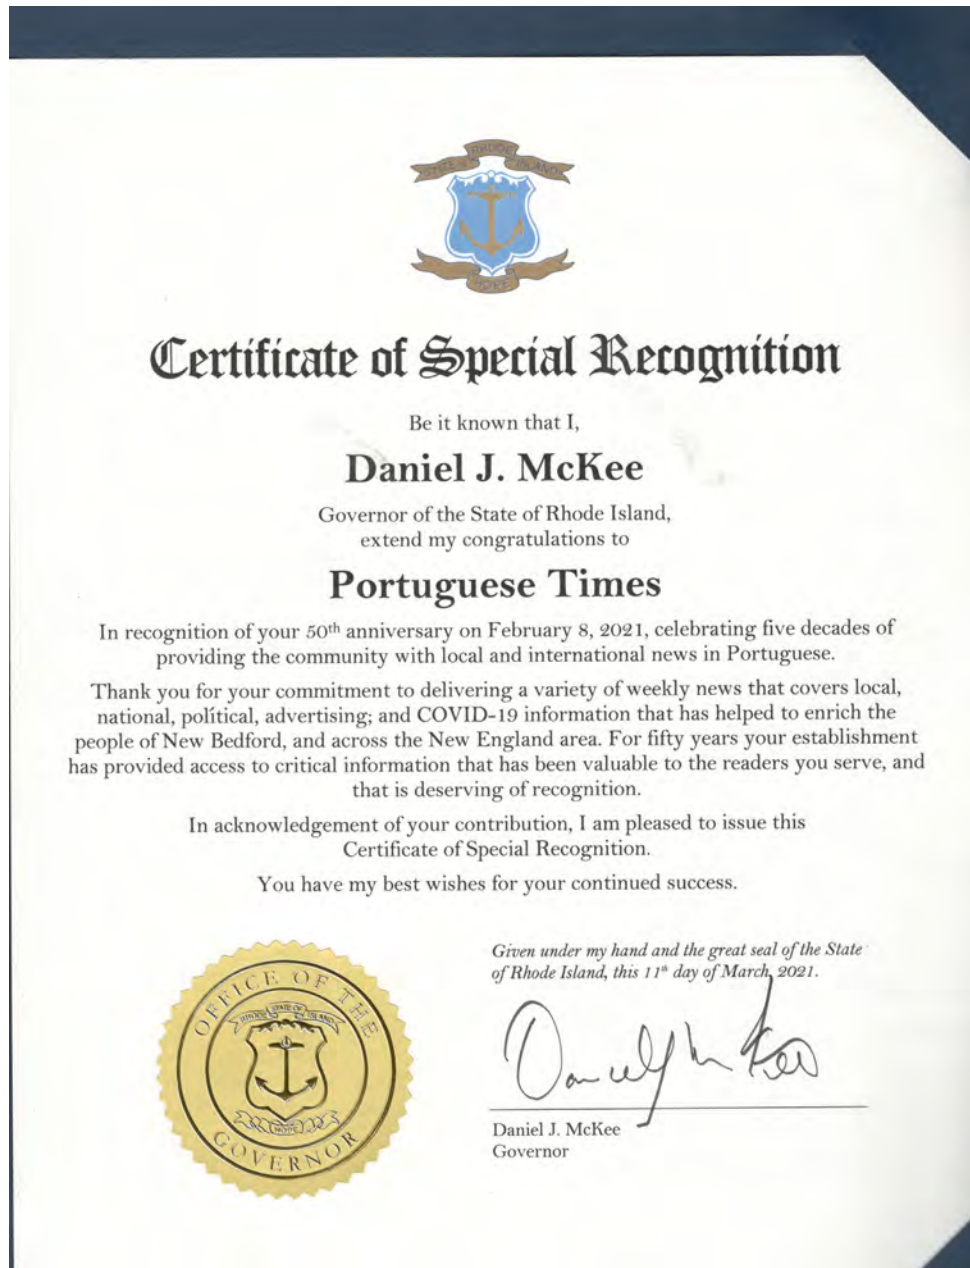 STATE OF RHODE ISLAND
HOPE
Certificate of Special Recognition
Be it known that I,
Daniel J. McKee
Governor of the State of Rhode Island,
extend my congratulations to
Portuguese Times
In recognition of your 50th anniversary on February 8, 2021, celebrating five decades of
providing the community with local and international news in Portuguese.
Thank you for your commitment to delivering a variety of weekly news that covers local,
national, political, advertising; and COVID-19 information that has helped to enrich the
people of New Bedford, and across the New England area. For fifty years your establishment
has provided access to critical information that has been valuable to the readers you serve, and
that is deserving of recognition.
In acknowledgement of your contribution, I am pleased to issue this
Certificate of Special Recognition.
You have my best wishes for your continued success.
Given under my hand and the great seal of the State
of Rhode Island, this 11th day of March, 2021.
OFFICE OF THE
STATE OF
RHODE ISLAND
HOPE
GOVERNOR
Daniel J McKee
Daniel J. McKee
Governor